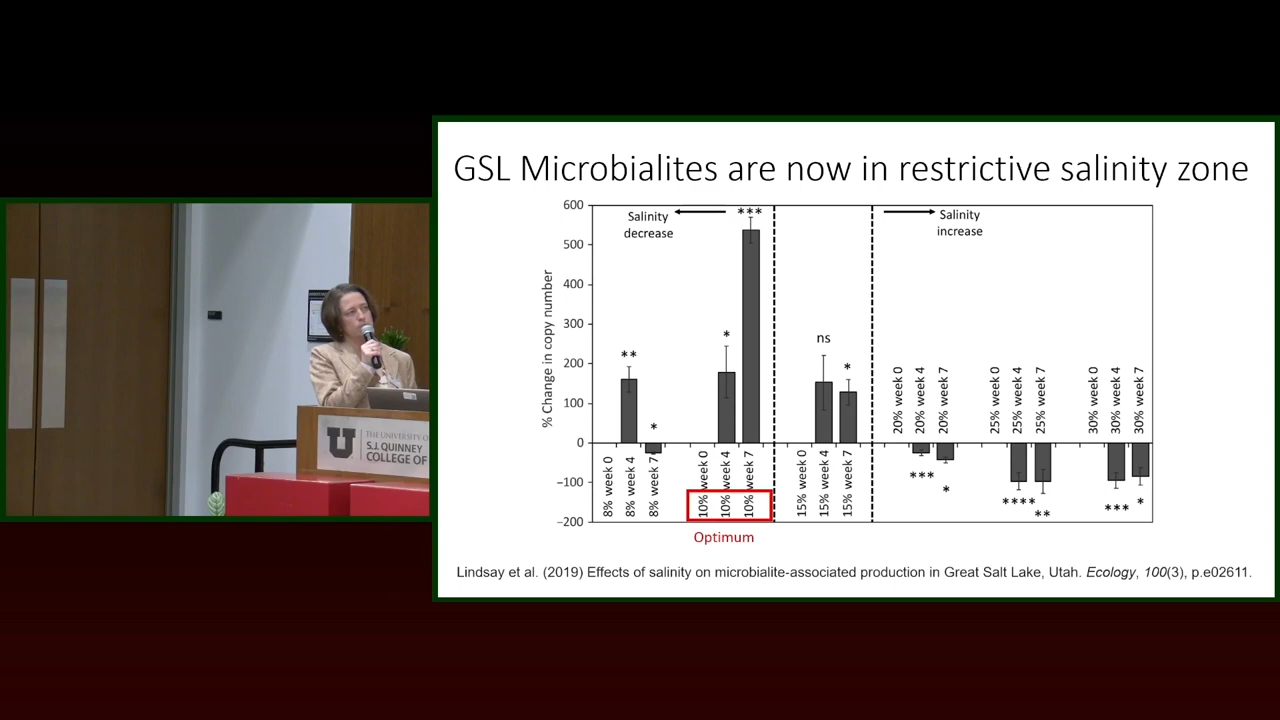 GSL Microbialites are now in restrictive salinity zone
% Change in copy number
600
500
400
300
200
100
0
−100
−200
Salinity
decrease
Salinity
increase
**
*
*
***
ns
*
***
*
****
**
***
*
8% week 0
8% week 4
8% week 7
10% week 0
10% week 4
10% week 7
15% week 0
15% week 4
15% week 7
20% week 0
20% week 4
20% week 7
25% week 0
25% week 4
25% week 7
30% week 0
30% week 4
30% week 7
Optimum
Lindsay et al. (2019) Effects of salinity on microbialite-associated production in Great Salt Lake, Utah. Ecology, 100(3), p.e02611.
U
THE UNIVERSITY OF
S.J. QUINNEY
COLLEGE OF